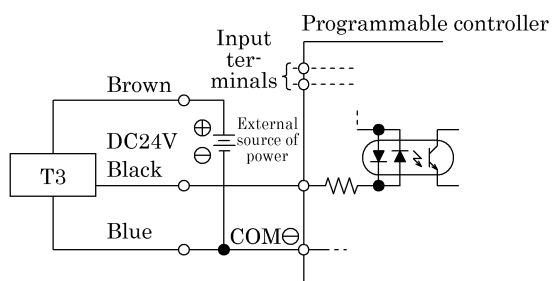 Programmable controller
Input
ter-
minals
Brown
DC24V
⊕
⊖
External
source of
power
T3
Black
Blue
COM⊖